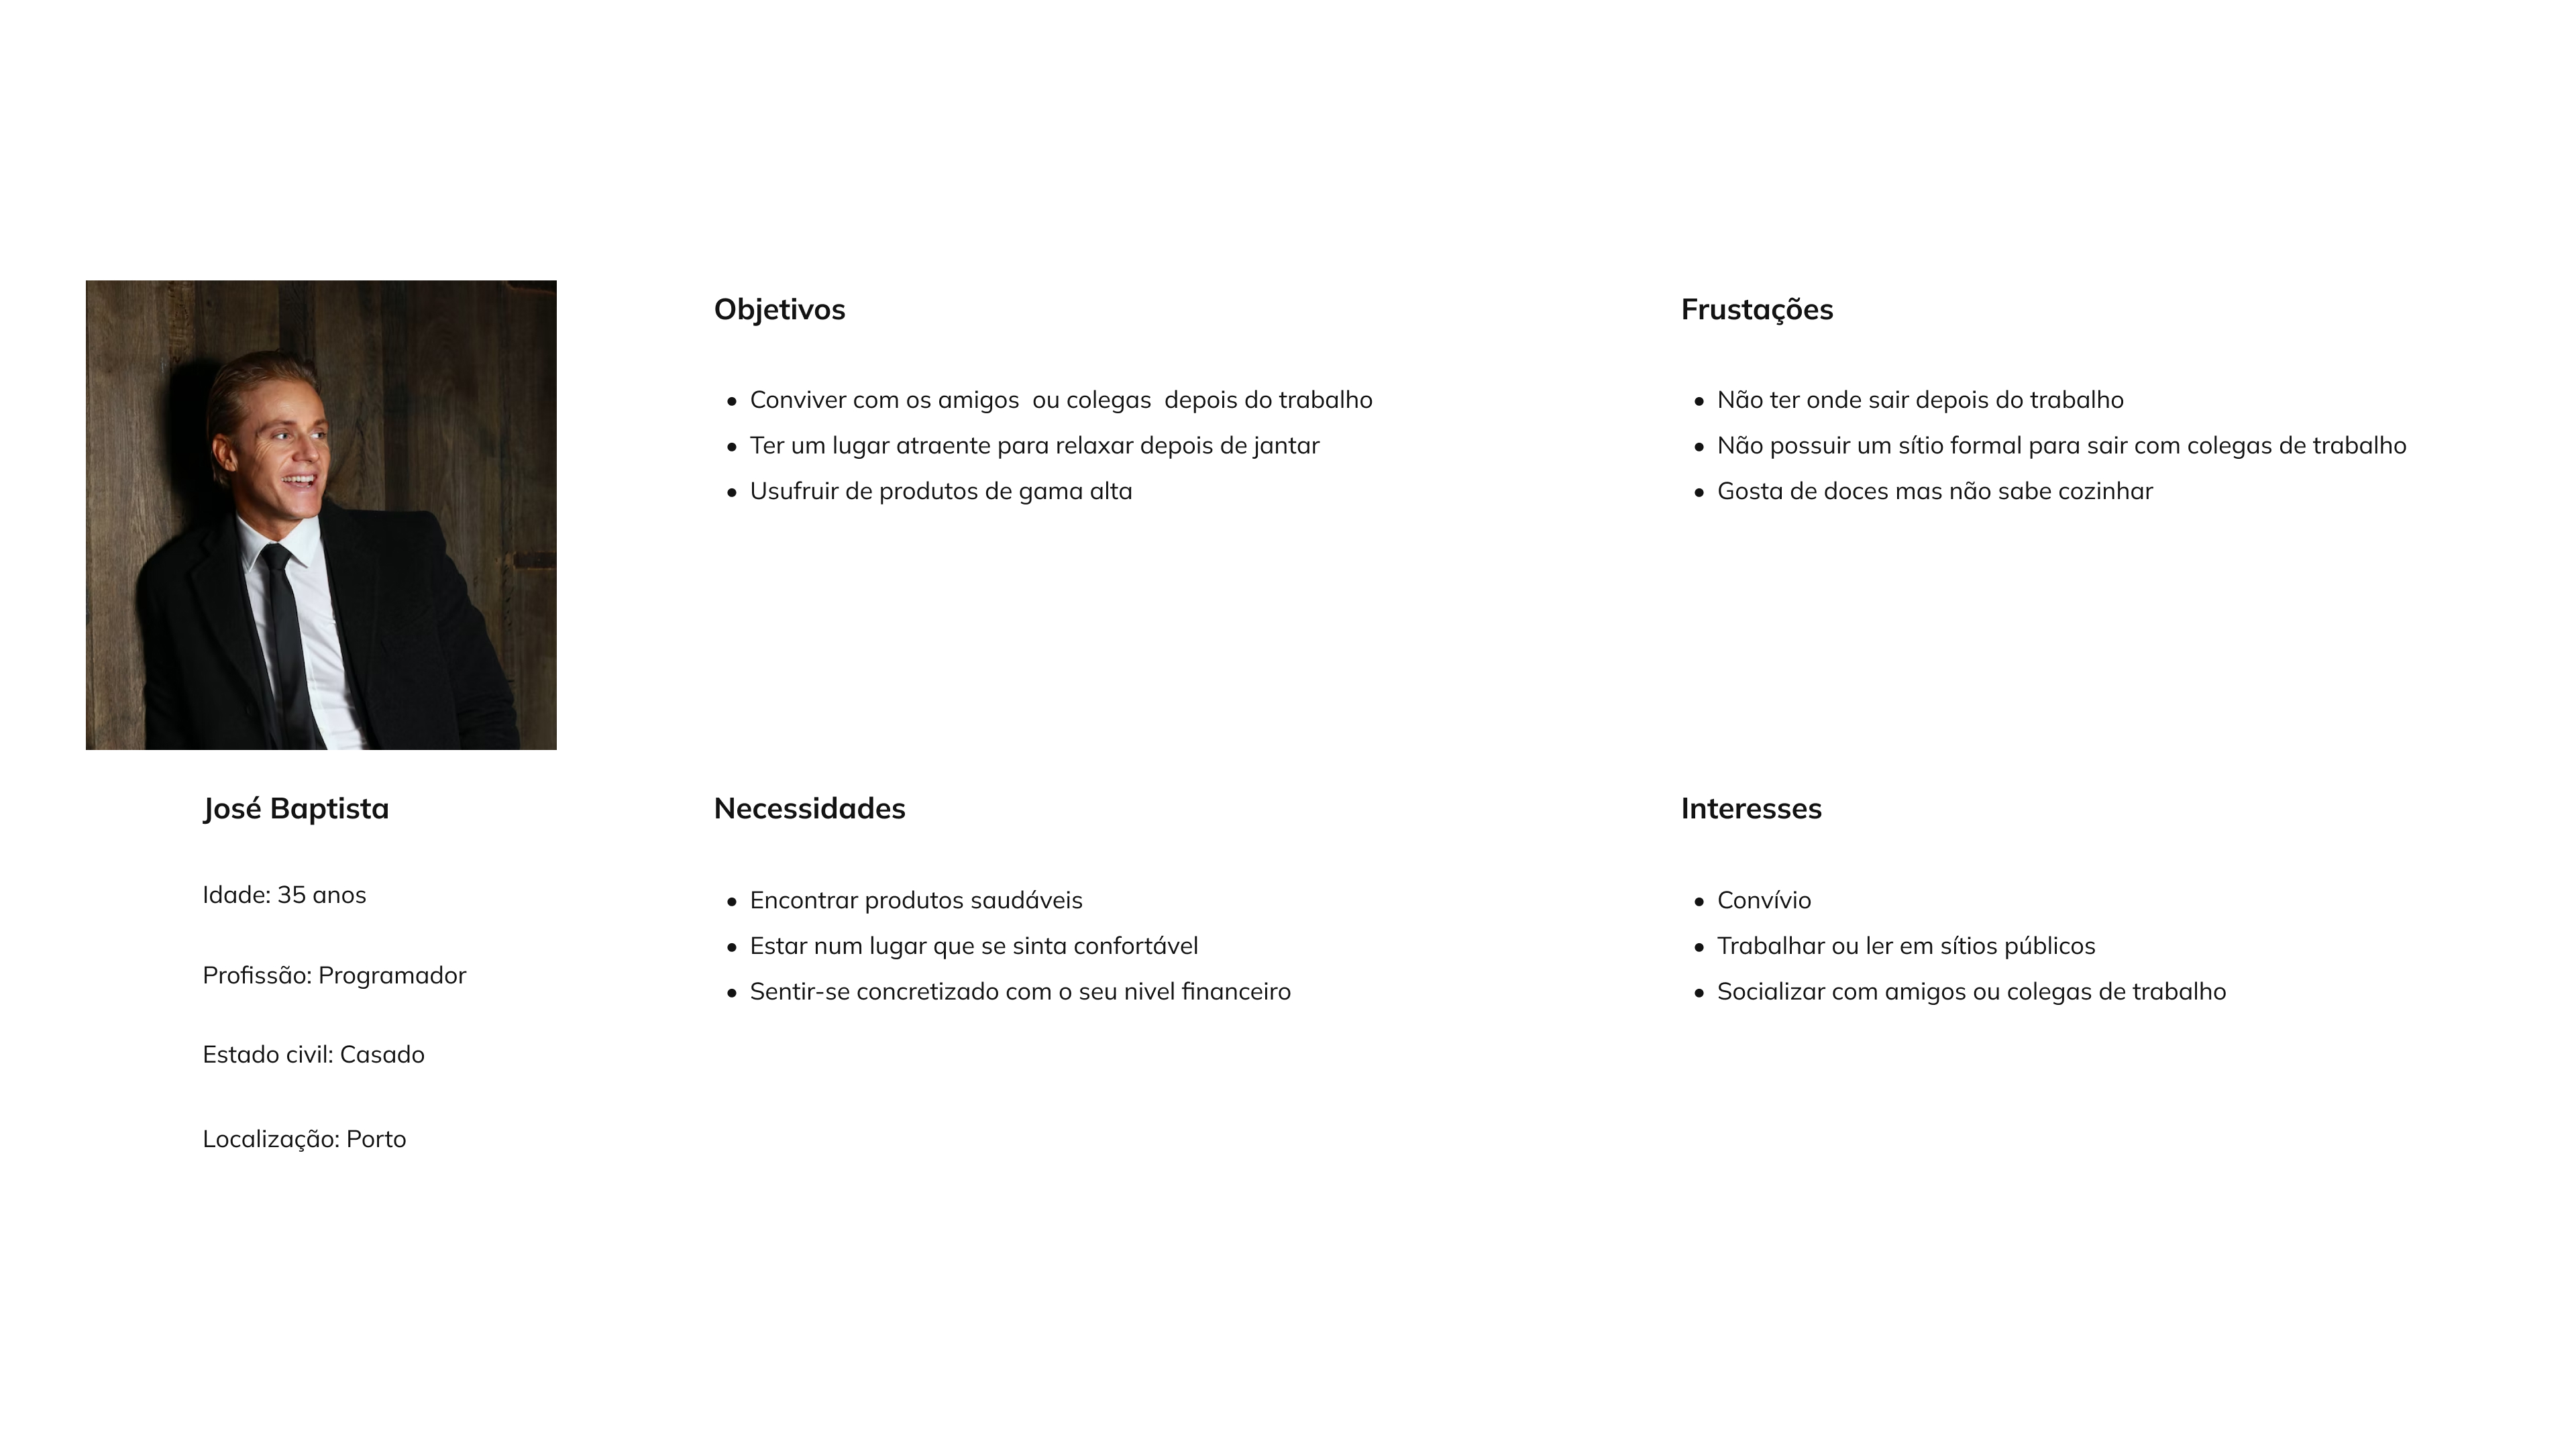 Objetivos
Conviver com os amigos  ou colegas  depois do trabalho
Ter um lugar atraente para relaxar depois de jantar
Usufruir de produtos de gama alta
Frustações
Não ter onde sair depois do trabalho
Não possuir um sítio formal para sair com colegas de trabalho
Gosta de doces mas não sabe cozinhar
José Baptista
Idade: 35 anos
Profissão: Programador
Estado civil: Casado
Localização: Porto
Necessidades
Encontrar produtos saudáveis
Estar num lugar que se sinta confortável
Sentir-se concretizado com o seu nivel financeiro
Interesses
Convívio
Trabalhar ou ler em sítios públicos
Socializar com amigos ou colegas de trabalho